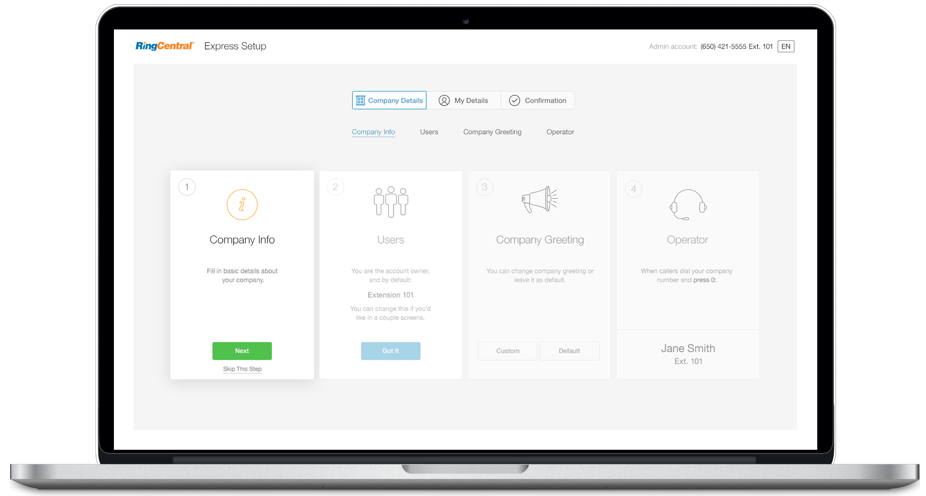 RingCentral® Express Setup
Admin account: (650) 421-5555 Ext. 101 EN
Company Details My Details Confirmation
Company Info Users Company Greeting Operator
1
i
Company Info
Fill in basic details about
your company.
Next
Skip This Step
2
Users
You are the account owner,
and by default:
Extension 101
You can change this if you'd
like in a couple screens.
Got It
3
Company Greeting
You can change company greeting or
leave it as default.
Custom Default
4
Operator
When callers dial your company
number and press 0:
Jane Smith
Ext. 101